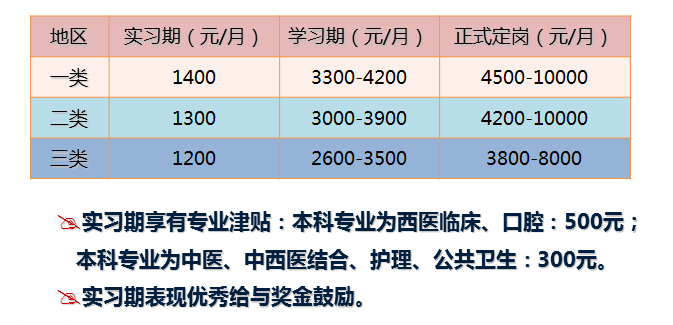 地区 实习期（元/月） 学习期（元/月） 正式定岗（元/月）
一类 1400 3300-4200 4500-10000
二类 1300 3000-3900 4200-10000
三类 1200 2600-3500 3800-8000
实习期享有专业津贴：本科专业为西医临床、口腔：500元；
本科专业为中医、中西医结合、护理、公共卫生：300元。
实习期表现优秀给与奖金鼓励。